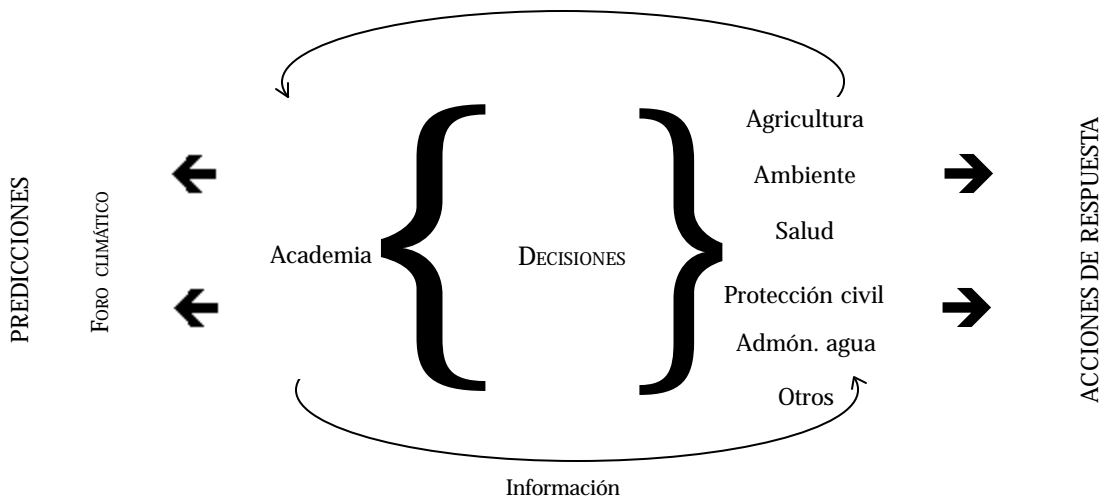 PREDICCIONES
FORO CLIMÁTICO
Academia
DECISIONES
Agricultura
Ambiente
Salud
Protección civil
Admón. agua
Otros
ACCIONES DE RESPUESTA
Información